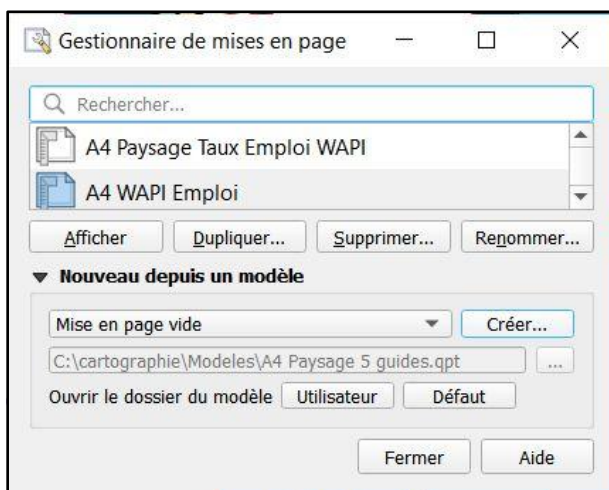 Gestionnaire de mises en page
Rechercher...
A4 Paysage Taux Emploi WAPI
A4 WAPI Emploi
Afficher Dupliquer... Supprimer... Renommer...
Nouveau depuis un modèle
Mise en page vide Créer...
C:\cartographie\Modeles\A4 Paysage 5 guides.qpt ...
Ouvrir le dossier du modèle Utilisateur Défaut
Fermer Aide